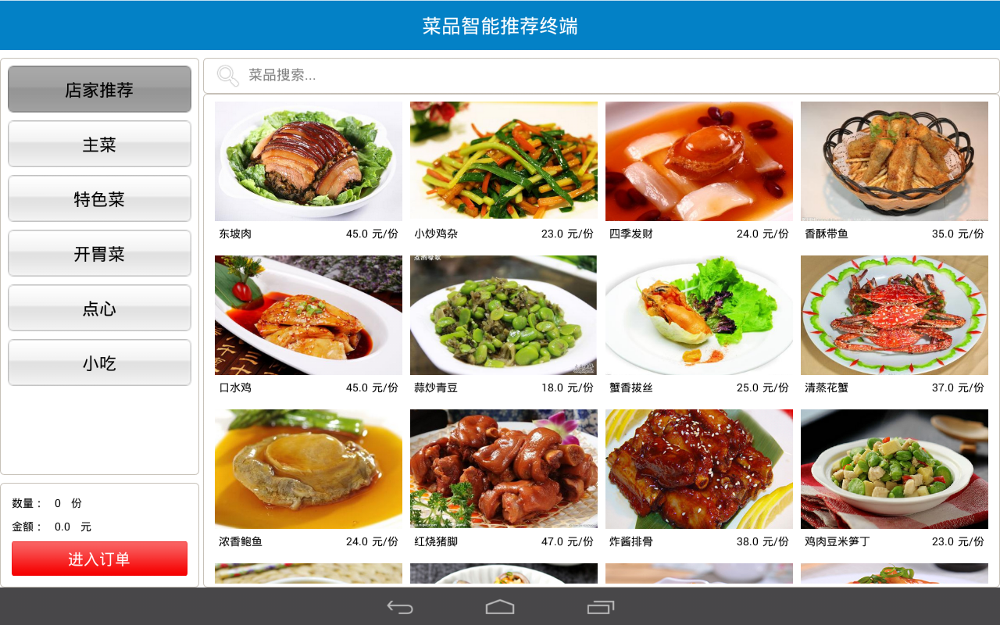 菜品智能推荐终端
店家推荐
主菜
特色菜
开胃菜
点心
小吃
数量： 0 份
金额： 0.0 元
进入订单
菜品搜索...
东坡肉 45.0 元/份
小炒鸡杂 23.0 元/份
四季发财 24.0 元/份
香酥带鱼 35.0 元/份
口水鸡 45.0 元/份
蒜炒青豆 18.0 元/份
蟹香拔丝 25.0 元/份
清蒸花蟹 37.0 元/份
浓香鲍鱼 24.0 元/份
红烧猪脚 47.0 元/份
炸酱排骨 38.0 元/份
鸡肉豆米笋丁 23.0 元/份